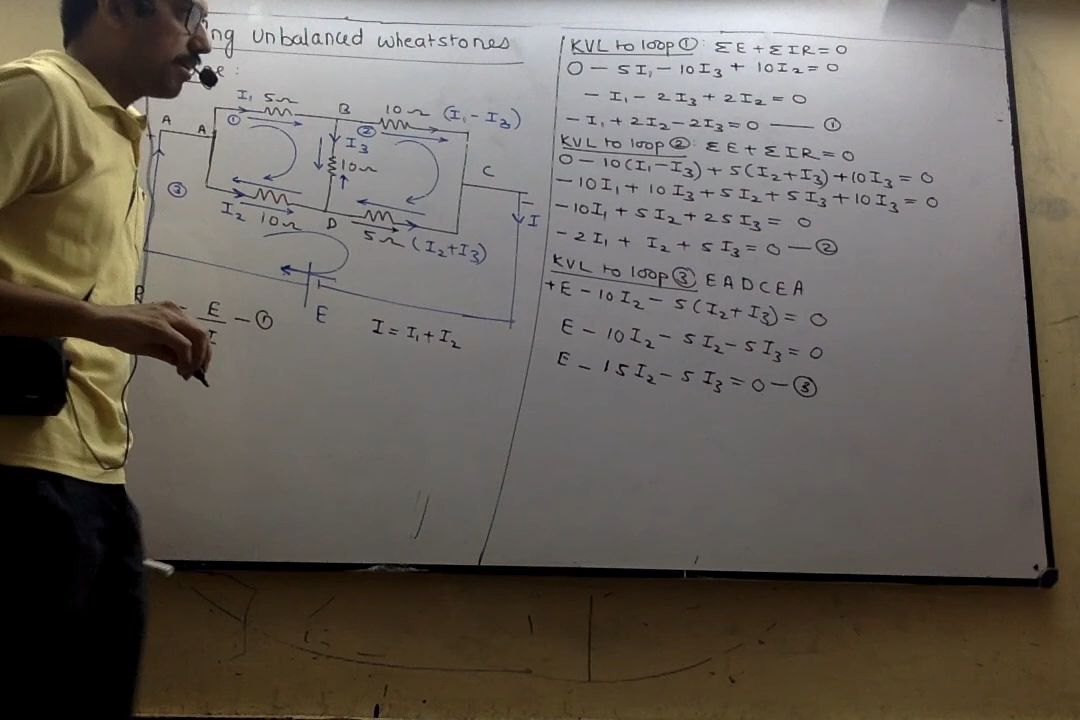 ing unbalanced wheatstones
I₁ 5Ω
B
10Ω (I₁ - I₃)
A
A
①
②
I₃
10Ω
C
③
I
I₂ 10Ω
D
5Ω (I₂+I₃)
E
E/I — ①
I = I₁ + I₂
KVL to loop ①: ΣE + ΣIR = 0
0 - 5I₁ - 10I₃ + 10I₂ = 0
- I₁ - 2I₃ + 2I₂ = 0
- I₁ + 2I₂ - 2I₃ = 0 — ①
KVL to loop ②: ΣE + ΣIR = 0
0 - 10(I₁ - I₃) + 5(I₂ + I₃) + 10I₃ = 0
- 10I₁ + 10I₃ + 5I₂ + 5I₃ + 10I₃ = 0
- 10I₁ + 5I₂ + 25I₃ = 0
- 2I₁ + I₂ + 5I₃ = 0 — ②
KVL to loop ③ EADCEA
+E - 10I₂ - 5(I₂ + I₃) = 0
E - 10I₂ - 5I₂ - 5I₃ = 0
E - 15I₂ - 5I₃ = 0 — ③